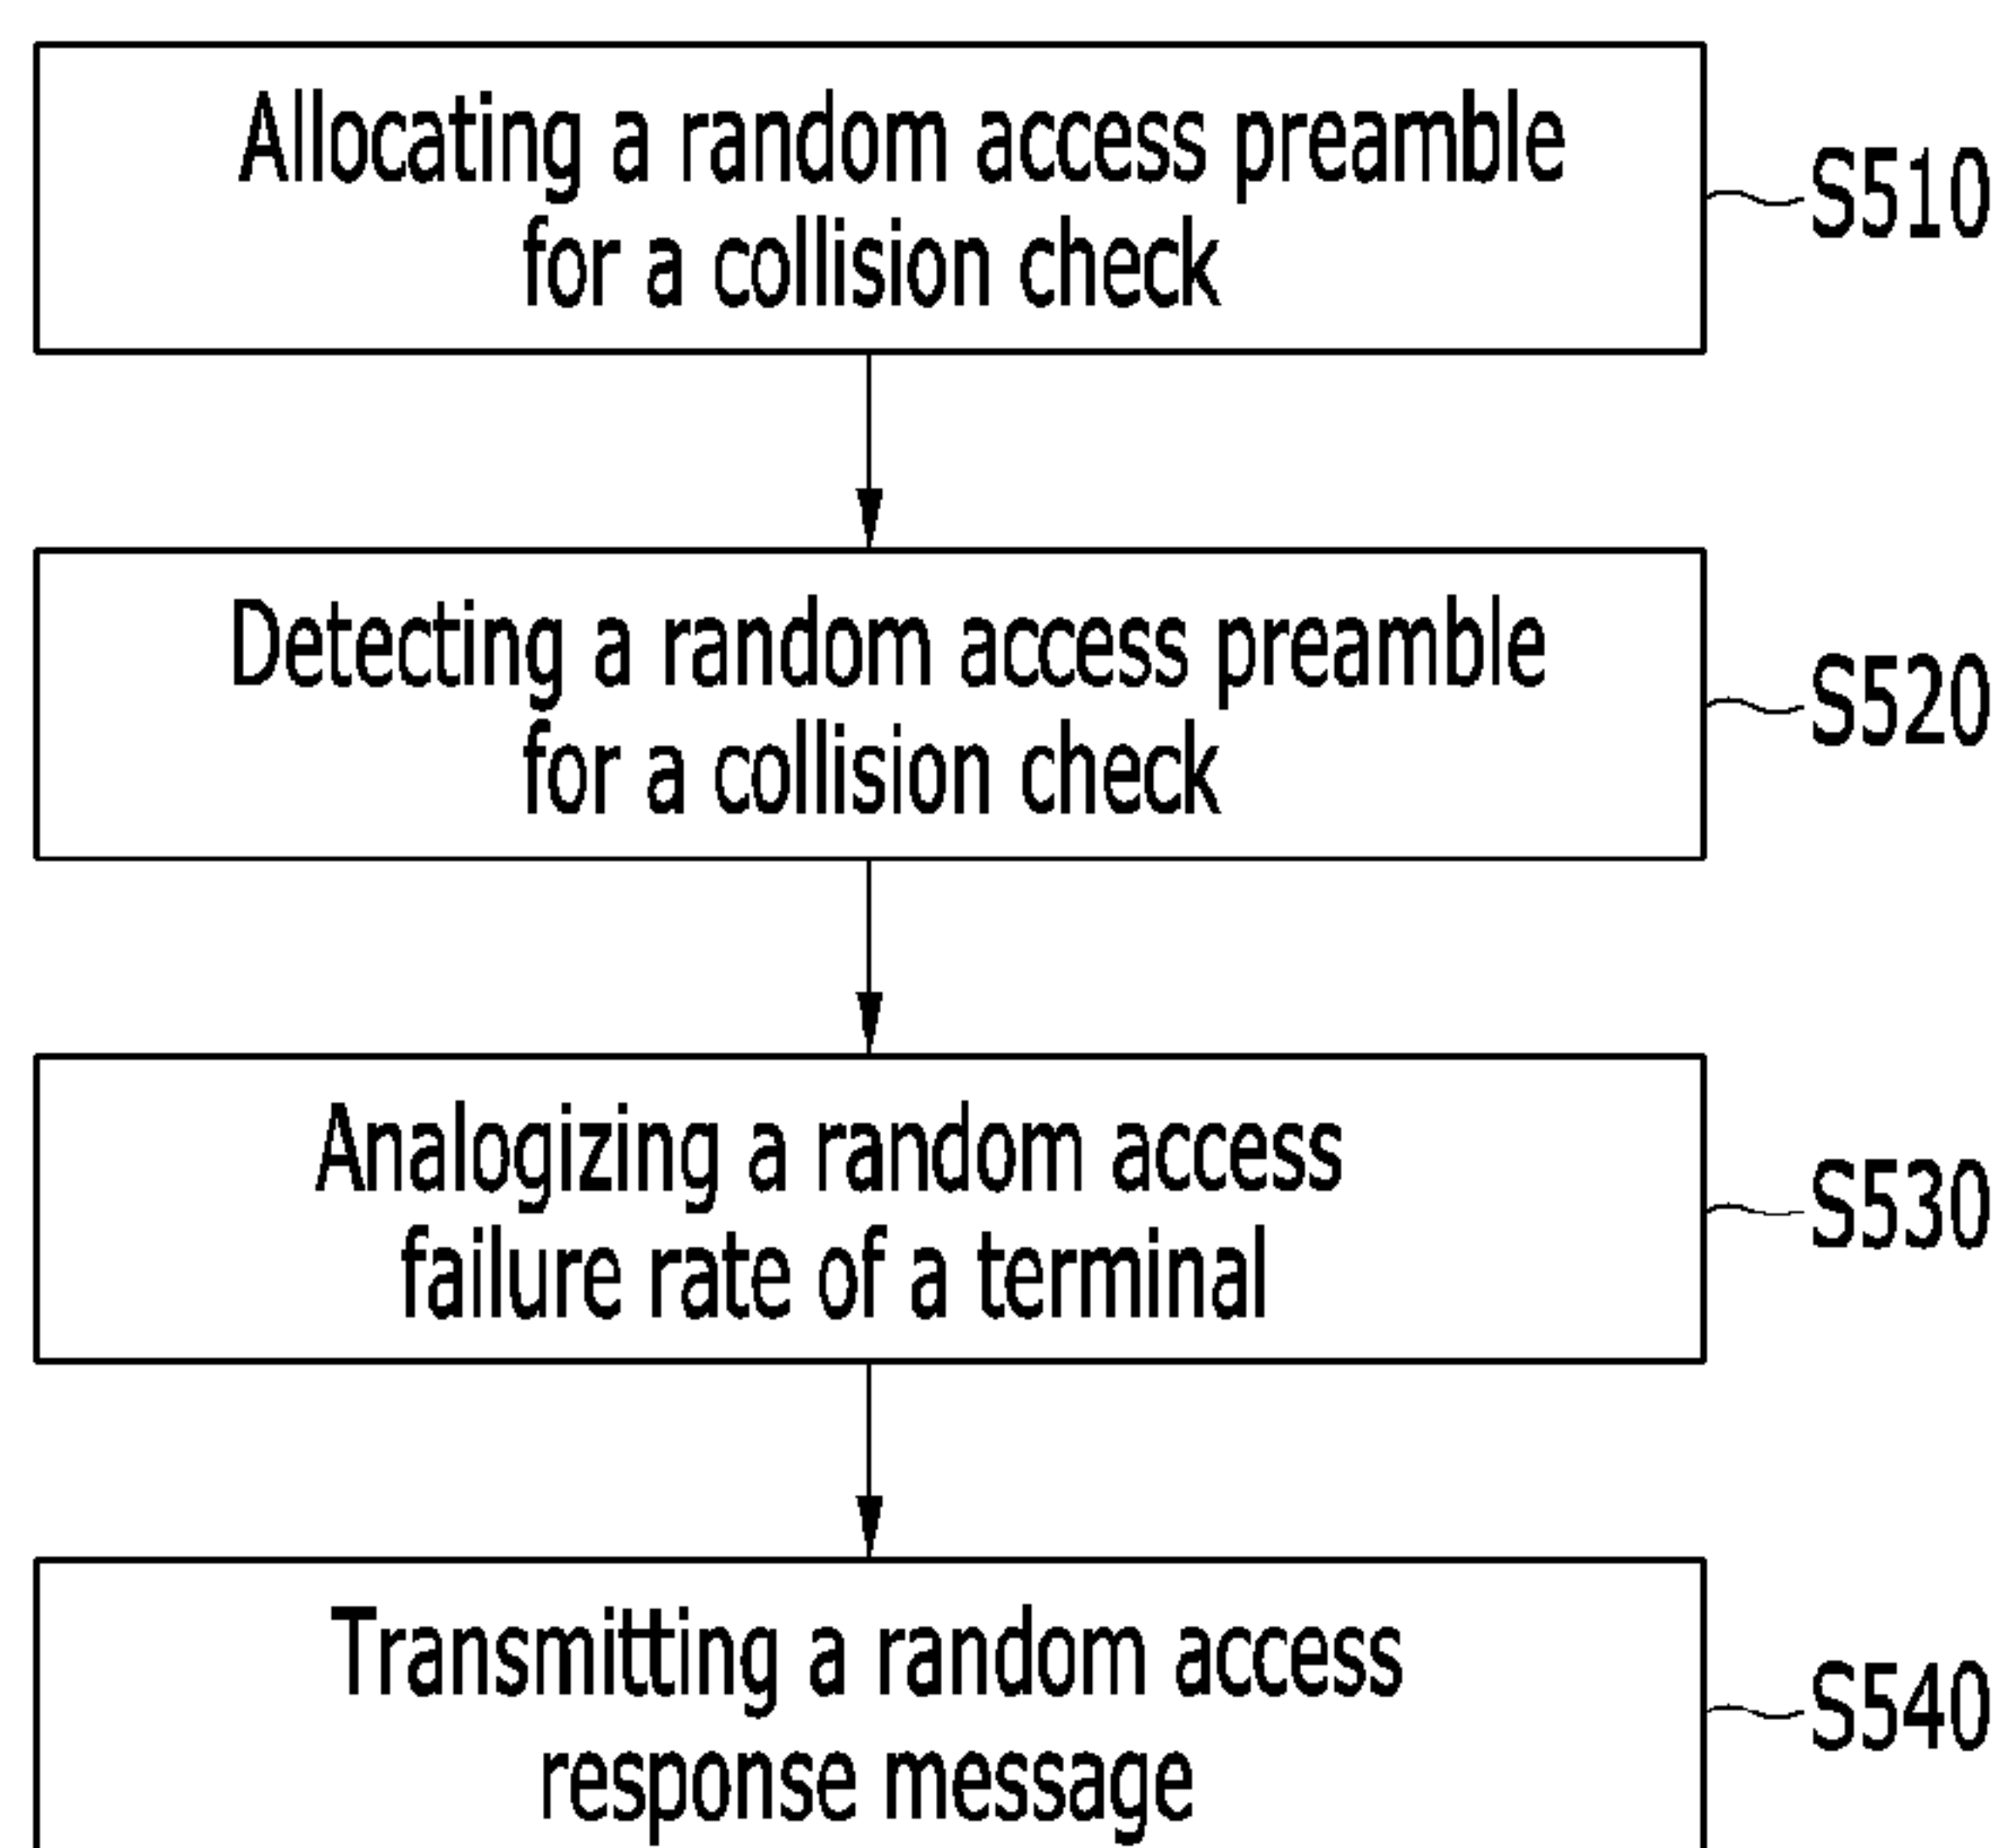 Allocating a random access preamble
for a collision check
S510
Detecting a random access preamble
for a collision check
S520
Analogizing a random access
failure rate of a terminal
S530
Transmitting a random access
response message
S540